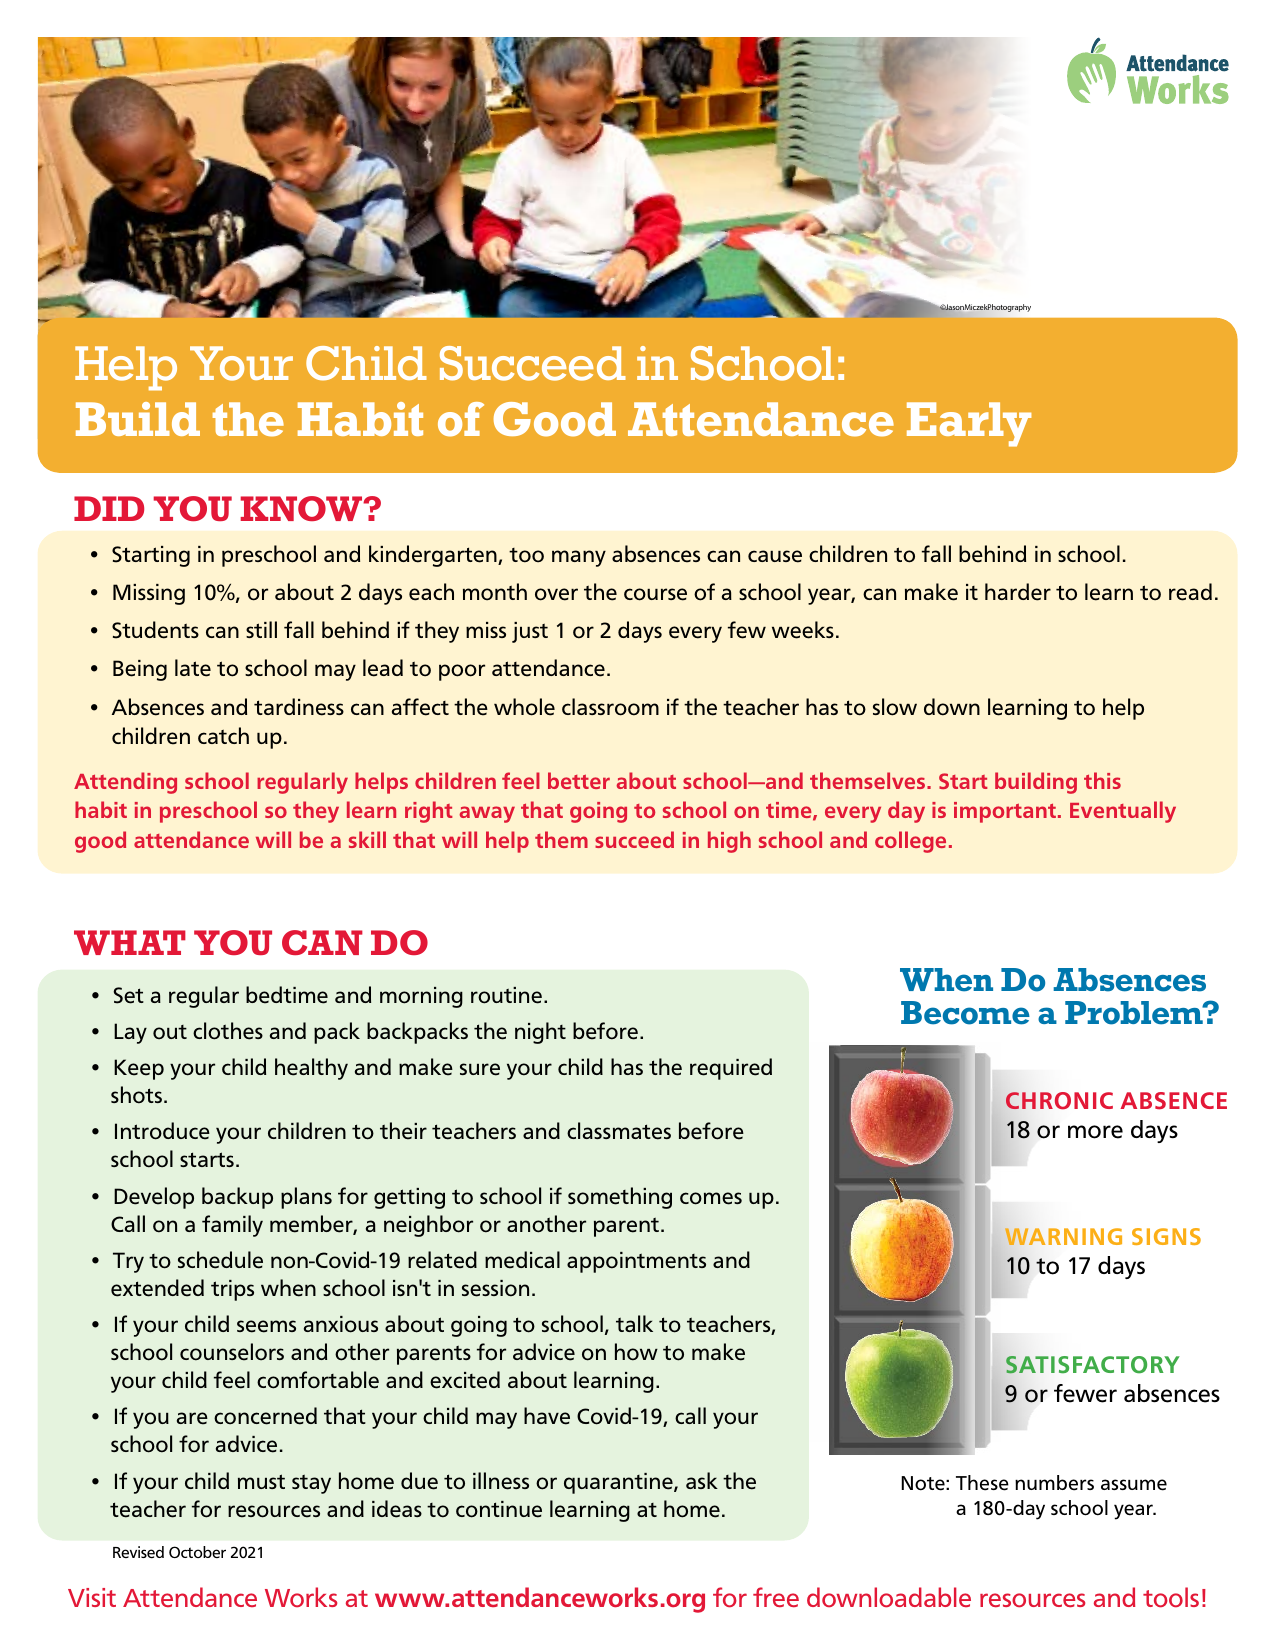 Attendance
Works
©JasonMiczekPhotography
Help Your Child Succeed in School:
Build the Habit of Good Attendance Early
DID YOU KNOW?
• Starting in preschool and kindergarten, too many absences can cause children to fall behind in school.
• Missing 10%, or about 2 days each month over the course of a school year, can make it harder to learn to read.
• Students can still fall behind if they miss just 1 or 2 days every few weeks.
• Being late to school may lead to poor attendance.
• Absences and tardiness can affect the whole classroom if the teacher has to slow down learning to help
children catch up.
Attending school regularly helps children feel better about school—and themselves. Start building this
habit in preschool so they learn right away that going to school on time, every day is important. Eventually
good attendance will be a skill that will help them succeed in high school and college.
WHAT YOU CAN DO
• Set a regular bedtime and morning routine.
• Lay out clothes and pack backpacks the night before.
• Keep your child healthy and make sure your child has the required
shots.
• Introduce your children to their teachers and classmates before
school starts.
• Develop backup plans for getting to school if something comes up.
Call on a family member, a neighbor or another parent.
• Try to schedule non-Covid-19 related medical appointments and
extended trips when school isn't in session.
• If your child seems anxious about going to school, talk to teachers,
school counselors and other parents for advice on how to make
your child feel comfortable and excited about learning.
• If you are concerned that your child may have Covid-19, call your
school for advice.
• If your child must stay home due to illness or quarantine, ask the
teacher for resources and ideas to continue learning at home.
When Do Absences
Become a Problem?
CHRONIC ABSENCE
18 or more days
WARNING SIGNS
10 to 17 days
SATISFACTORY
9 or fewer absences
Note: These numbers assume
a 180-day school year.
Revised October 2021
Visit Attendance Works at www.attendanceworks.org for free downloadable resources and tools!